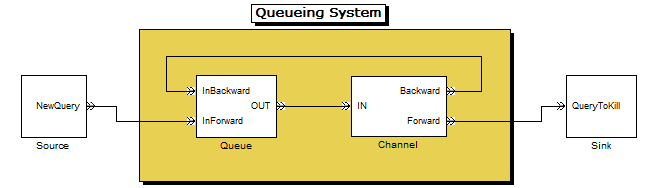 Queueing System
NewQuery
Source
InBackward
OUT
InForward
Queue
Backward
IN
Forward
Channel
QueryToKill
Sink